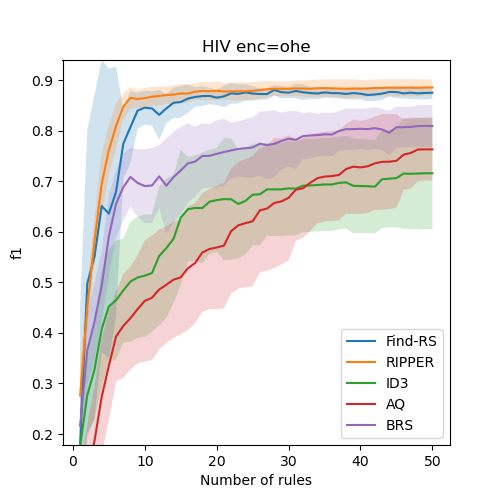 HIV enc=ohe
f1
0.9
0.8
0.7
0.6
0.5
0.4
0.3
0.2
Find-RS
RIPPER
ID3
AQ
BRS
0 10 20 30 40 50
Number of rules